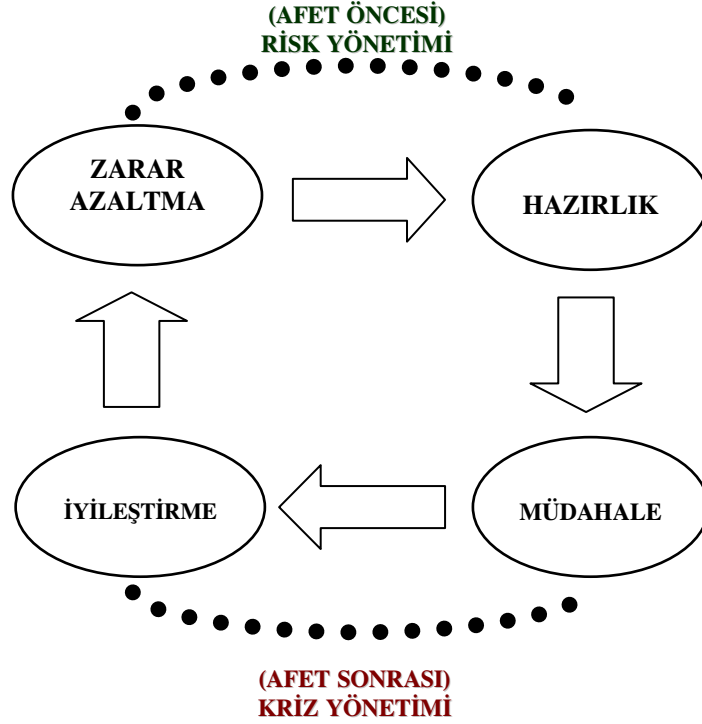 (AFET ÖNCESİ)
RİSK YÖNETİMİ
ZARAR
AZALTMA
HAZIRLIK
İYİLEŞTİRME
MÜDAHALE
(AFET SONRASI)
KRİZ YÖNETİMİ